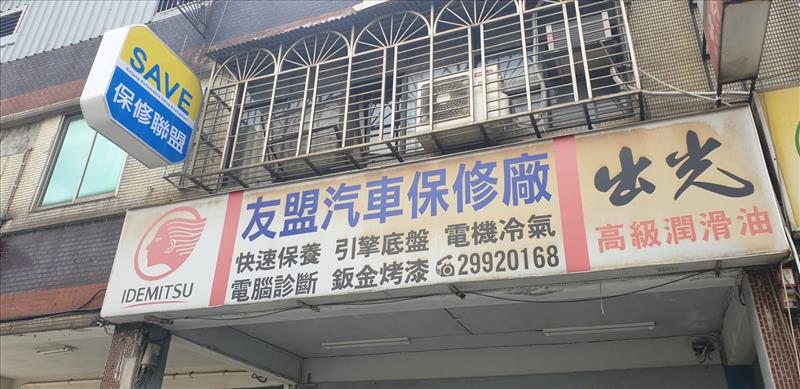 SAVE
保修聯盟
IDEMITSU
友盟汽車保修廠
快速保養 引擎底盤 電機冷氣
電腦診斷 鈑金烤漆 ☎29920168
出光
高級潤滑油